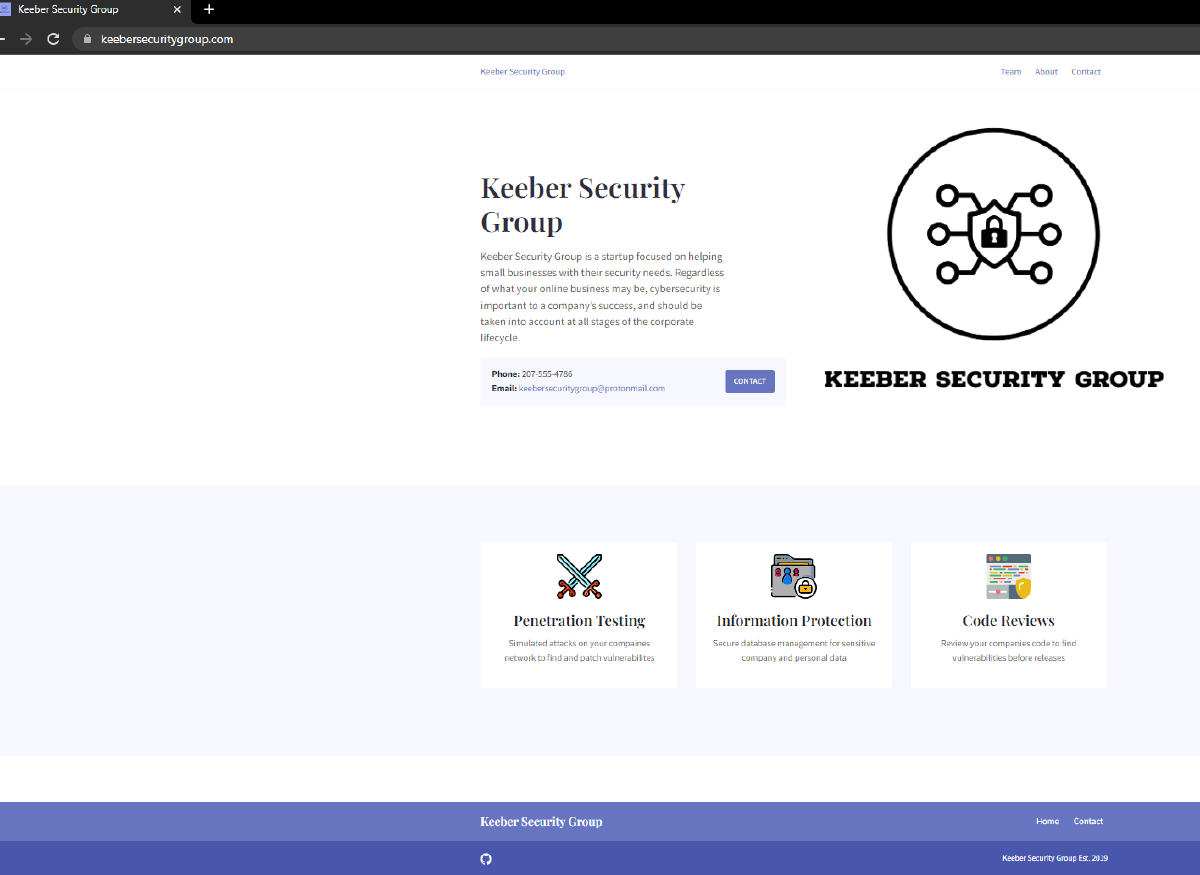 Keeber Security Group
keebersecuritygroup.com
Keeber Security Group
Team About Contact
Keeber Security
Group
Keeber Security Group is a startup focused on helping
small businesses with their security needs. Regardless
of what your online business may be, cybersecurity is
important to a company's success, and should be
taken into account at all stages of the corporate
lifecycle.
Phone: 207-555-4786
Email: keebersecuritygroup@protonmail.com
CONTACT
KEEBER SECURITY GROUP
Penetration Testing
Simulated attacks on your compaines
network to find and patch vulnerabilites
Information Protection
Secure database management for sensitive
company and personal data
Code Reviews
Review your companies code to find
vulnerabilities before releases
Keeber Security Group
Home Contact
Keeber Security Group Est. 2019